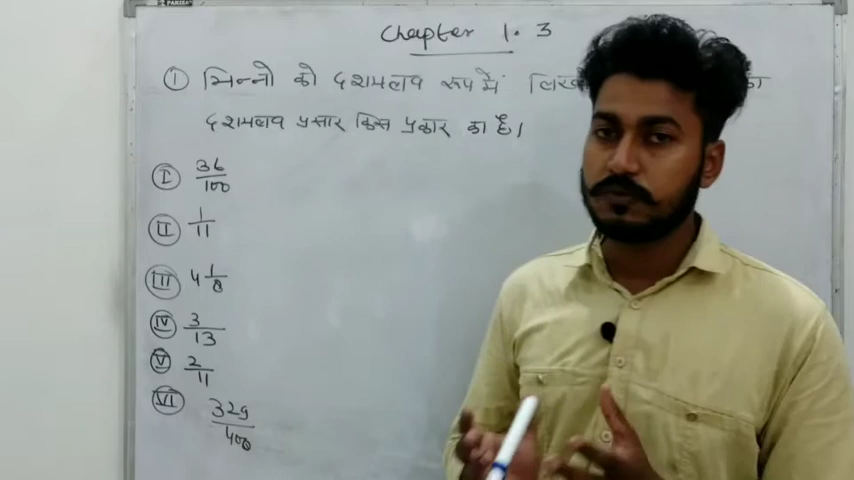 PARISA
Chapter 1.3
① भिन्नो को दशमलव रूप में लिख का
दशमलव प्रसार किस प्रकार का है।
I 36/100
II 1/11
III 4 1/8
IV 3/13
V 2/11
VI 329/400